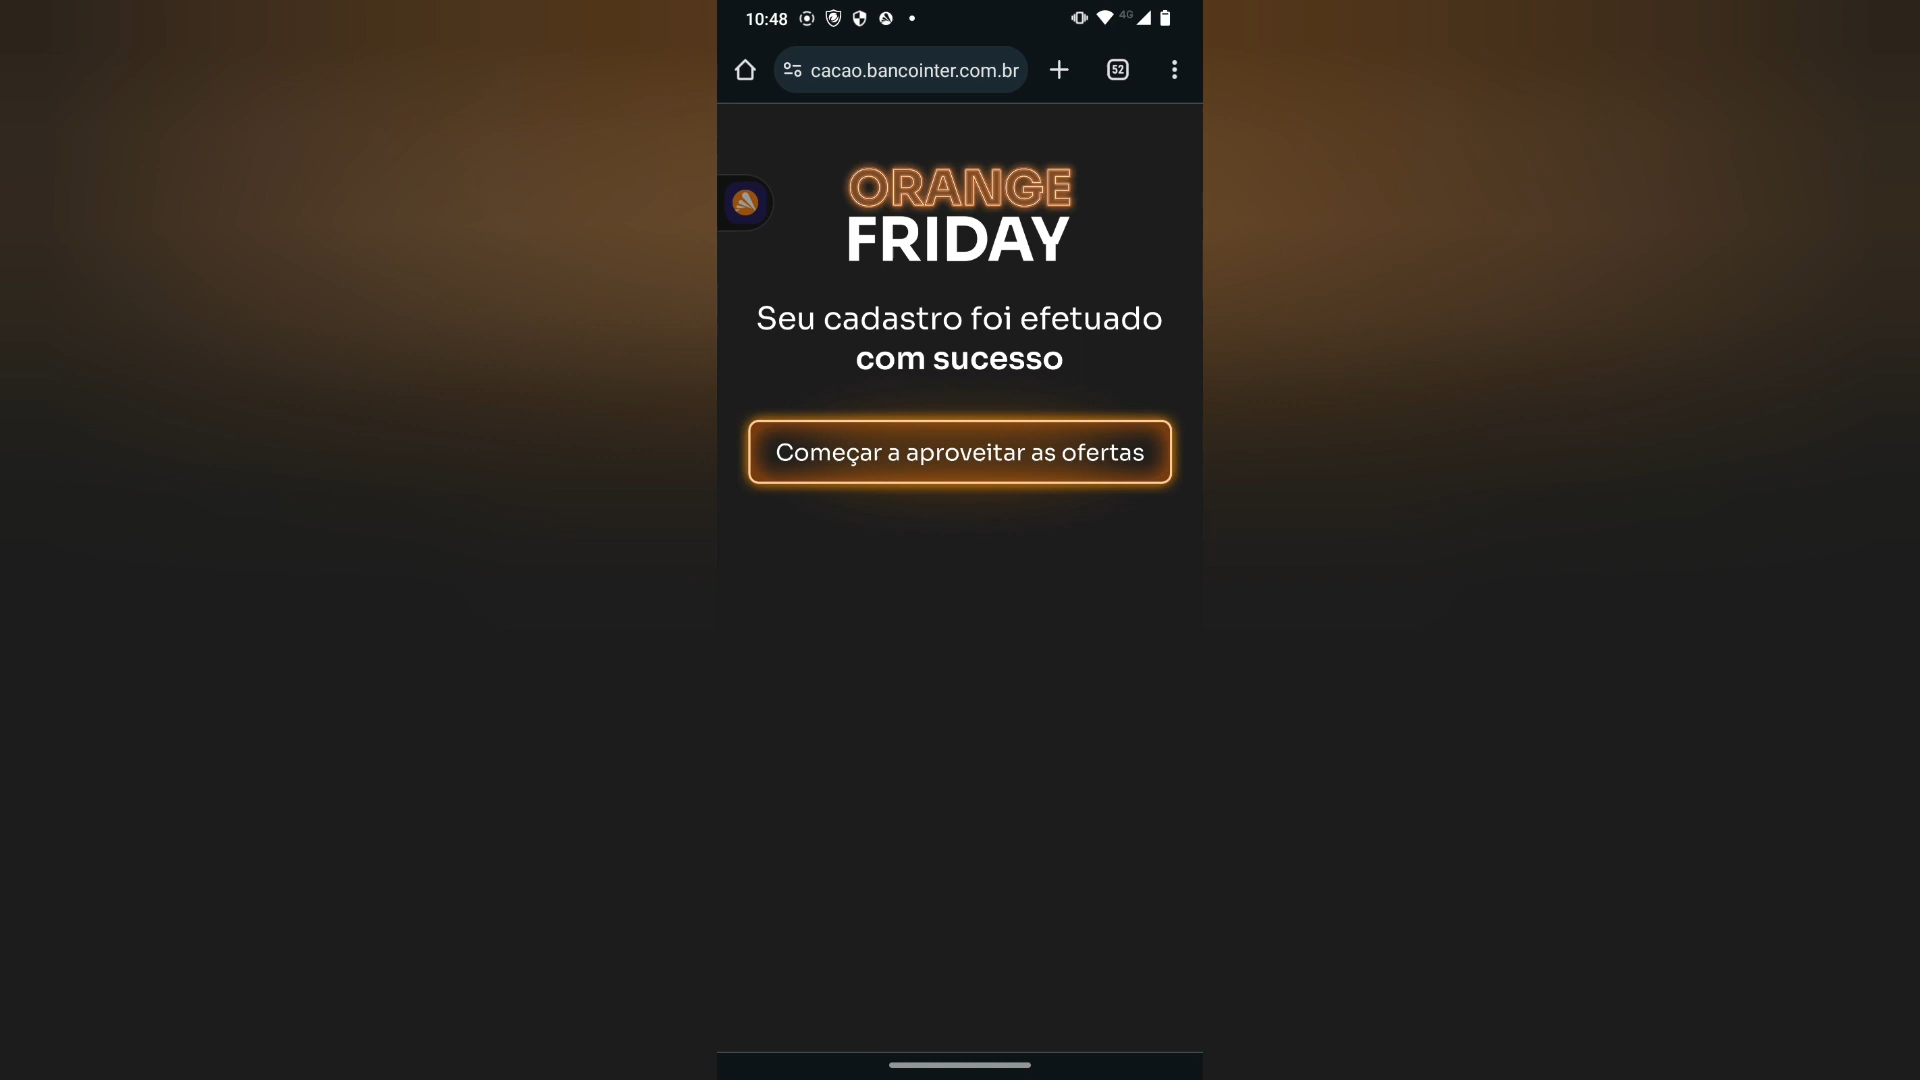 10:48
4G
cacao.bancointer.com.br
52
ORANGE
FRIDAY
Seu cadastro foi efetuado
com sucesso
Começar a aproveitar as ofertas